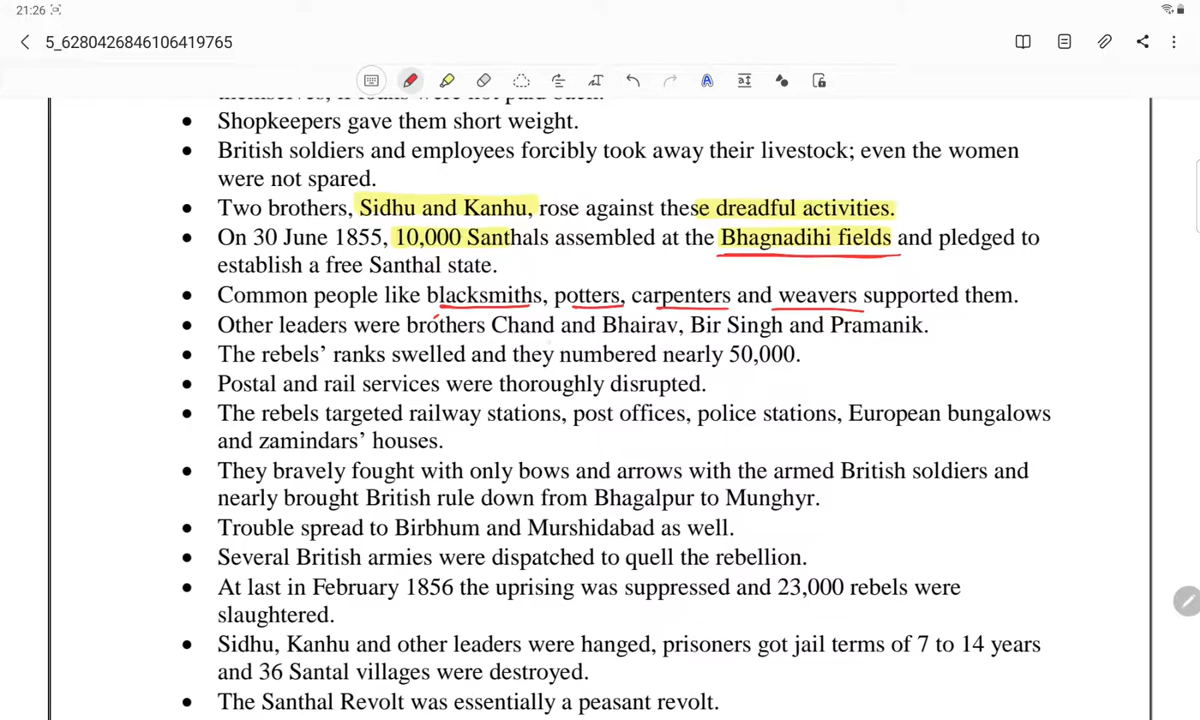 21:26
5_6280426846106419765
themselves, if loans were not paid back.
• Shopkeepers gave them short weight.
• British soldiers and employees forcibly took away their livestock; even the women
were not spared.
• Two brothers, Sidhu and Kanhu, rose against these dreadful activities.
• On 30 June 1855, 10,000 Santhals assembled at the Bhagnadihi fields and pledged to
establish a free Santhal state.
• Common people like blacksmiths, potters, carpenters and weavers supported them.
• Other leaders were brothers Chand and Bhairav, Bir Singh and Pramanik.
• The rebels’ ranks swelled and they numbered nearly 50,000.
• Postal and rail services were thoroughly disrupted.
• The rebels targeted railway stations, post offices, police stations, European bungalows
and zamindars’ houses.
• They bravely fought with only bows and arrows with the armed British soldiers and
nearly brought British rule down from Bhagalpur to Munghyr.
• Trouble spread to Birbhum and Murshidabad as well.
• Several British armies were dispatched to quell the rebellion.
• At last in February 1856 the uprising was suppressed and 23,000 rebels were
slaughtered.
• Sidhu, Kanhu and other leaders were hanged, prisoners got jail terms of 7 to 14 years
and 36 Santal villages were destroyed.
• The Santhal Revolt was essentially a peasant revolt.